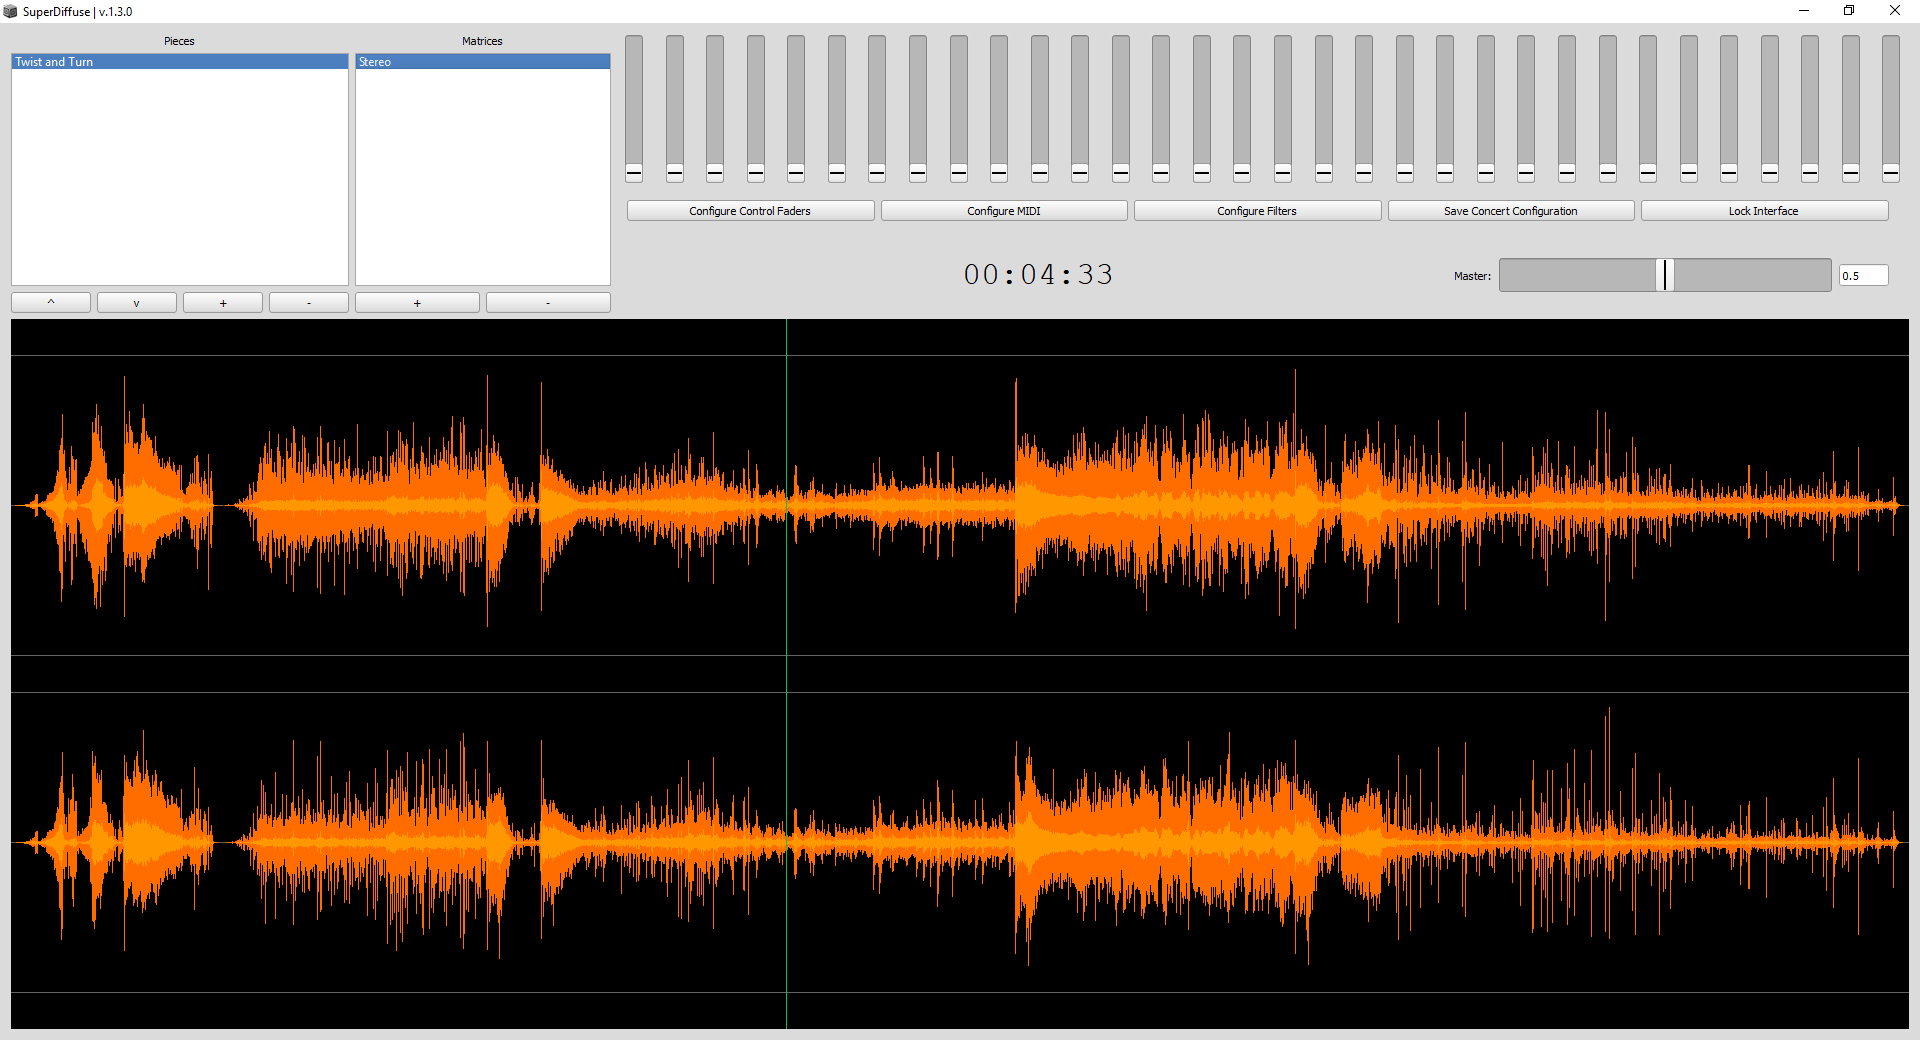 SuperDiffuse | v.1.3.0
Pieces
Matrices
Twist and Turn
Stereo
Configure Control Faders
Configure MIDI
Configure Filters
Save Concert Configuration
Lock Interface
00:04:33
Master:
0.5
^
v
+
-
+
-